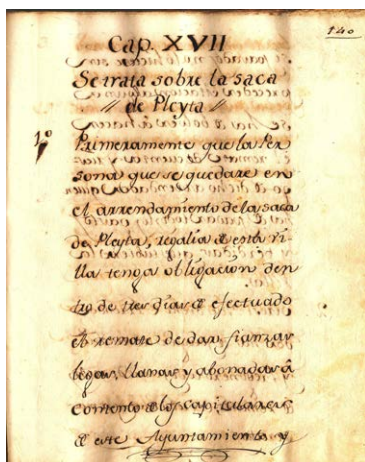 140
Cap. XVII
Se trata sobre la saca
de Pleyta
1º
Primeramente que la Per
sona que se quedare en
el arrendamiento de la saca
de Pleyta, regalia de esta vi
lla tenga obligacion den
tro de tres dias de efectuado
el remate de dar fianzas
legas, llanas y abonadas â
contento de los capitulares
de este Ayuntamiento y